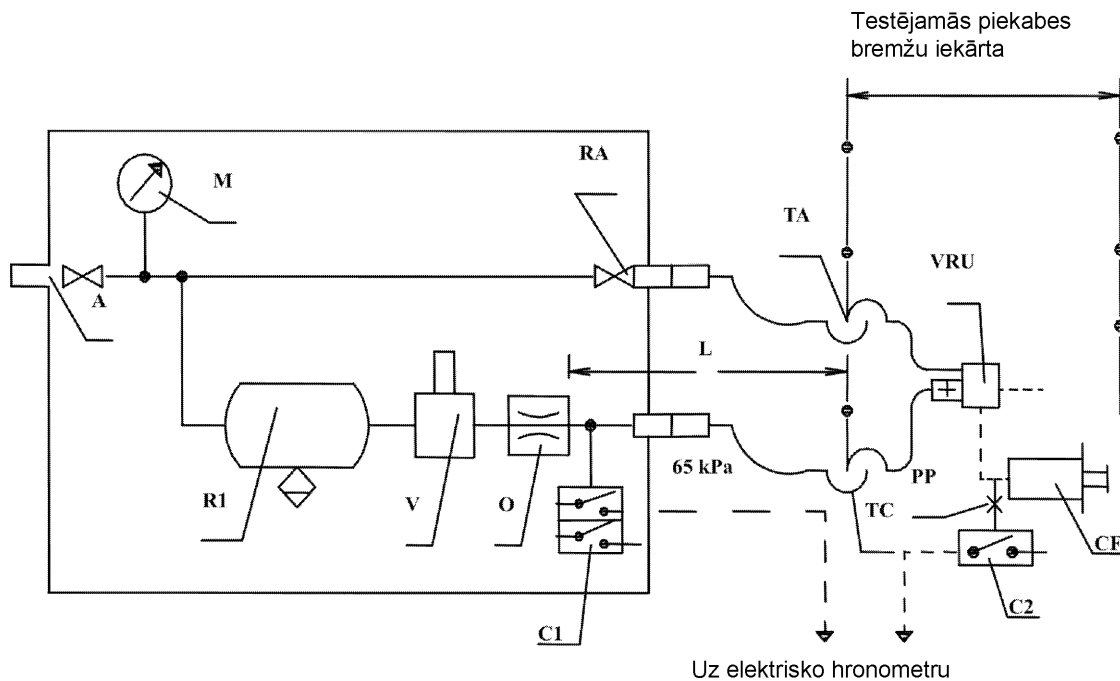 Testējamās piekabes
bremžu iekārta
M
RA
TA
VRU
A
L
R1
V
O
65 kPa
PP
TC
CF
C1
C2
Uz elektrisko hronometru